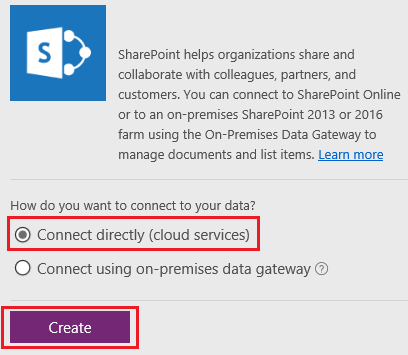 S
SharePoint helps organizations share and
collaborate with colleagues, partners, and
customers. You can connect to SharePoint Online
or to an on-premises SharePoint 2013 or 2016
farm using the On-Premises Data Gateway to
manage documents and list items. Learn more
How do you want to connect to your data?
Connect directly (cloud services)
Connect using on-premises data gateway ?
Create